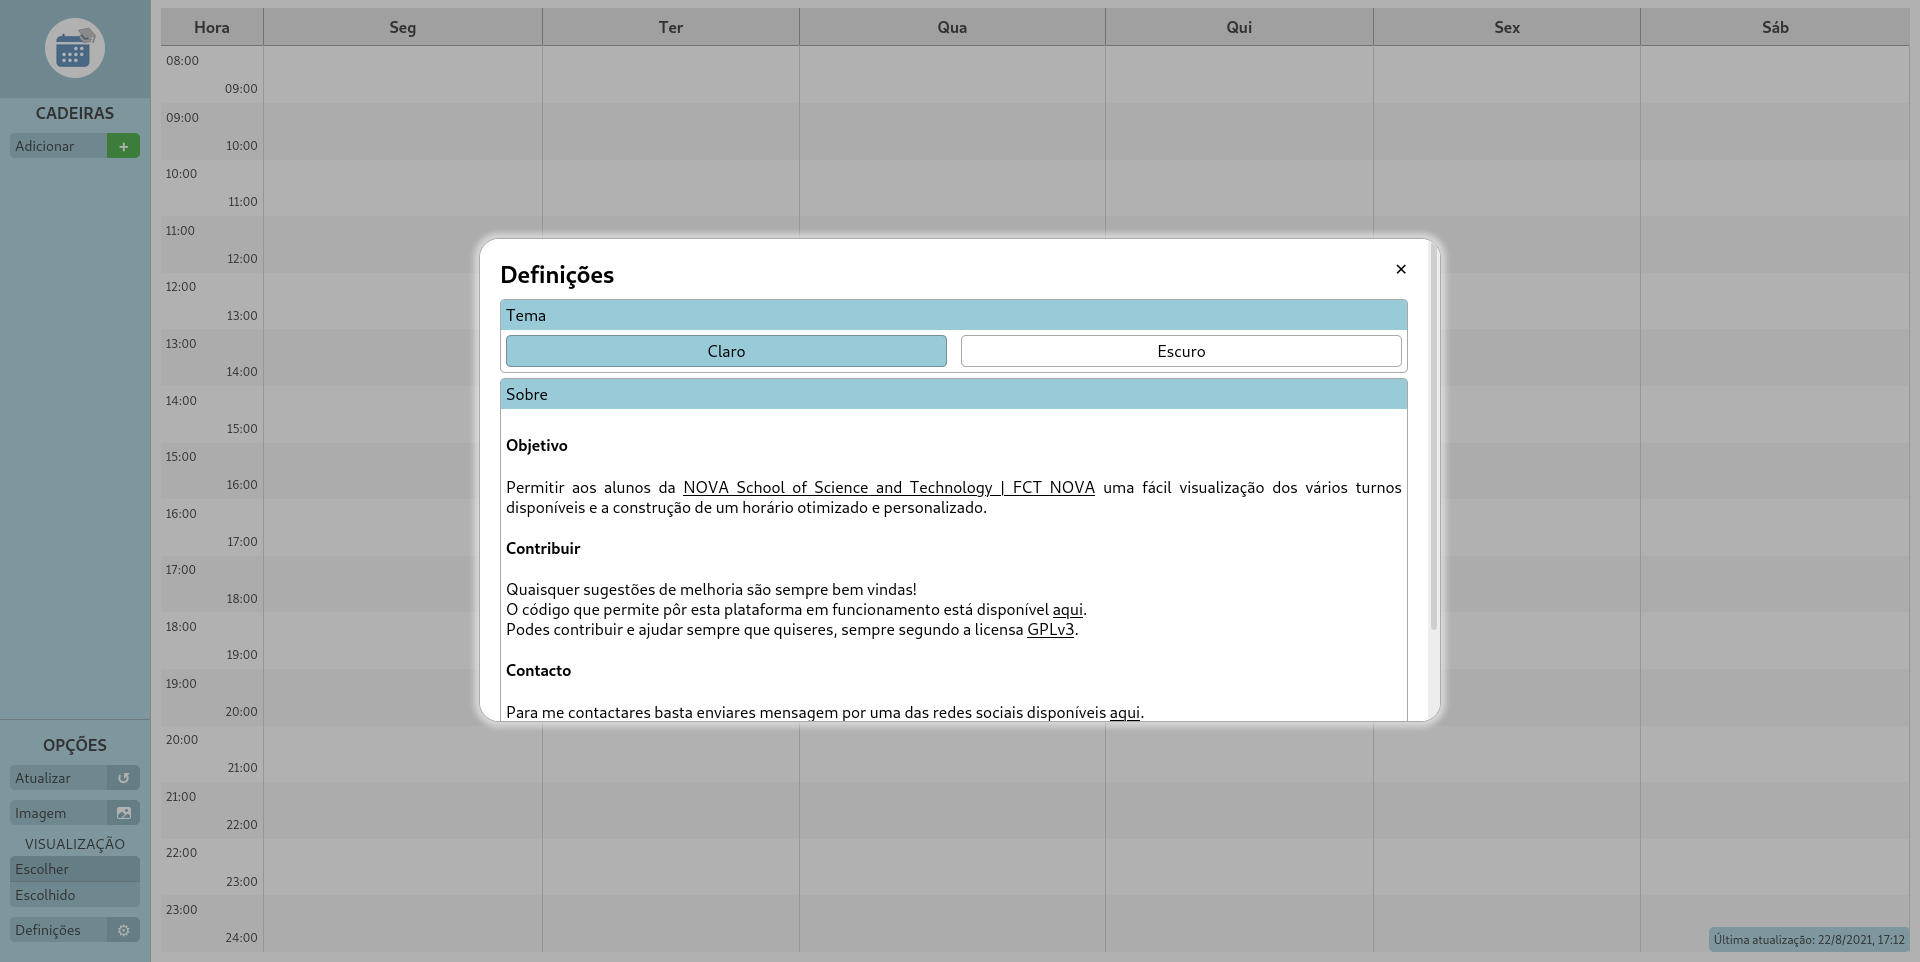 Hora Seg Ter Qua Qui Sex Sáb
CADEIRAS
Adicionar +
08:00
09:00
09:00
10:00
10:00
11:00
11:00
12:00
12:00
13:00
13:00
14:00
14:00
15:00
15:00
16:00
16:00
17:00
17:00
18:00
18:00
19:00
19:00
20:00
20:00
21:00
21:00
22:00
22:00
23:00
23:00
24:00
Definições ×
Tema
Claro Escuro
Sobre
Objetivo
Permitir aos alunos da NOVA School of Science and Technology | FCT NOVA uma fácil visualização dos vários turnos
disponíveis e a construção de um horário otimizado e personalizado.
Contribuir
Quaisquer sugestões de melhoria são sempre bem vindas!
O código que permite pôr esta plataforma em funcionamento está disponível aqui.
Podes contribuir e ajudar sempre que quiseres, sempre segundo a licensa GPLv3.
Contacto
Para me contactares basta enviares mensagem por uma das redes sociais disponíveis aqui.
OPÇÕES
Atualizar
Imagem
VISUALIZAÇÃO
Escolher
Escolhido
Definições
Última atualização: 22/8/2021, 17:12